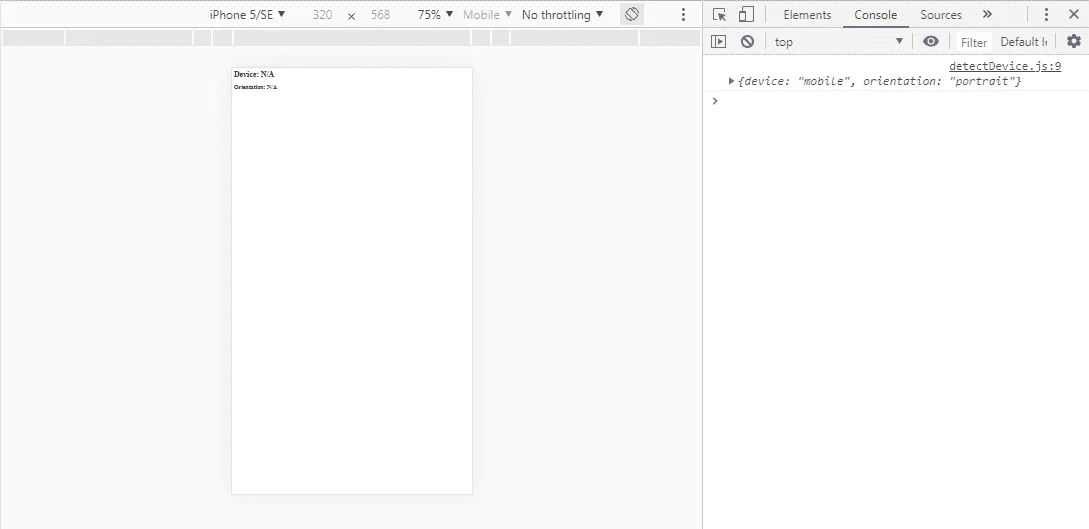 iPhone 5/SE ▼ 320 × 568 75% ▼ Mobile ▼ No throttling ▼
Elements Console Sources »
top ▼ Filter Default
detectDevice.js:9
{device: "mobile", orientation: "portrait"}
Device: N/A
Orientation: N/A